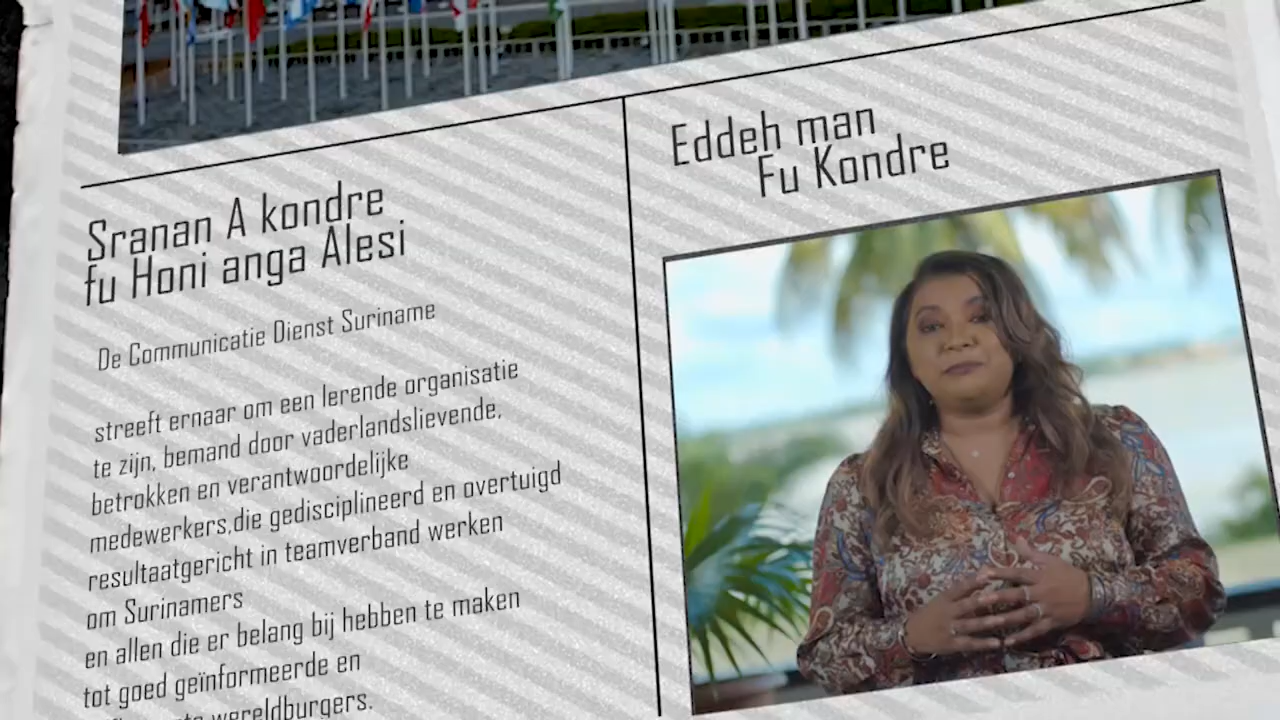 Sranan A kondre
fu Honi anga Alesi
De Communicatie Dienst Suriname
streeft ernaar om een lerende organisatie
te zijn, bemand door vaderlandslievende,
betrokken en verantwoordelijke
medewerkers,die gedisciplineerd en overtuigd
resultaatgericht in teamverband werken
om Surinamers
en allen die er belang bij hebben te maken
tot goed geïnformeerde en
wereldburgers.
Eddeh man
Fu Kondre